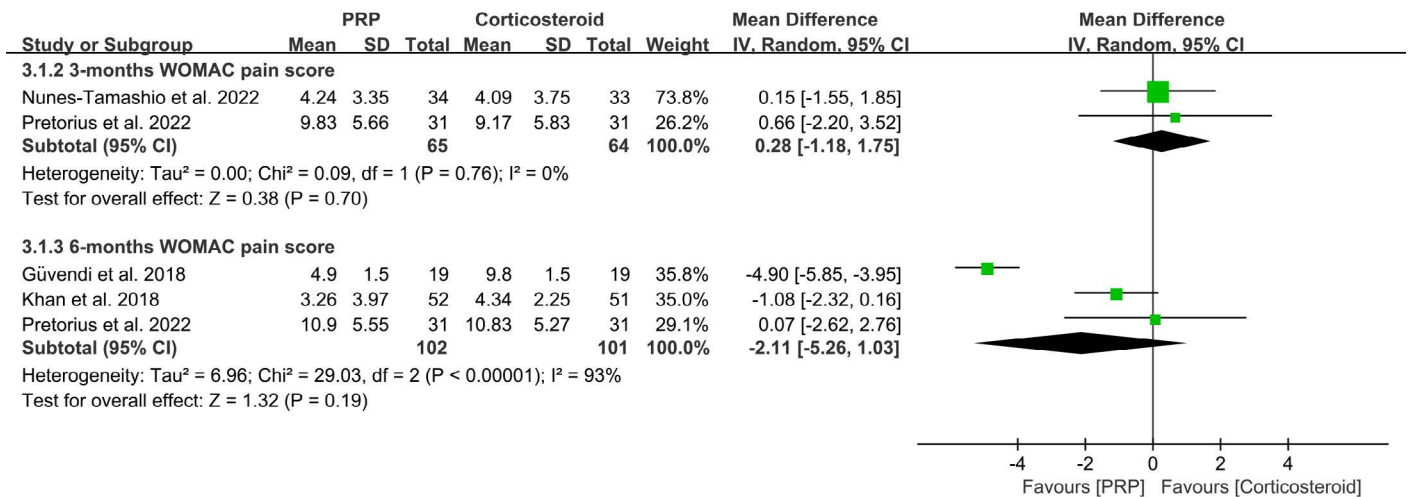 PRP Corticosteroid Mean Difference Mean Difference
Study or Subgroup Mean SD Total Mean SD Total Weight IV, Random, 95% CI IV, Random, 95% CI
3.1.2 3-months WOMAC pain score
Nunes-Tamashio et al. 2022 4.24 3.35 34 4.09 3.75 33 73.8% 0.15 [-1.55, 1.85]
Pretorius et al. 2022 9.83 5.66 31 9.17 5.83 31 26.2% 0.66 [-2.20, 3.52]
Subtotal (95% CI) 65 64 100.0% 0.28 [-1.18, 1.75]
Heterogeneity: Tau² = 0.00; Chi² = 0.09, df = 1 (P = 0.76); I² = 0%
Test for overall effect: Z = 0.38 (P = 0.70)
3.1.3 6-months WOMAC pain score
Güvendi et al. 2018 4.9 1.5 19 9.8 1.5 19 35.8% -4.90 [-5.85, -3.95]
Khan et al. 2018 3.26 3.97 52 4.34 2.25 51 35.0% -1.08 [-2.32, 0.16]
Pretorius et al. 2022 10.9 5.55 31 10.83 5.27 31 29.1% 0.07 [-2.62, 2.76]
Subtotal (95% CI) 102 101 100.0% -2.11 [-5.26, 1.03]
Heterogeneity: Tau² = 6.96; Chi² = 29.03, df = 2 (P < 0.00001); I² = 93%
Test for overall effect: Z = 1.32 (P = 0.19)
-4 -2 0 2 4
Favours [PRP] Favours [Corticosteroid]